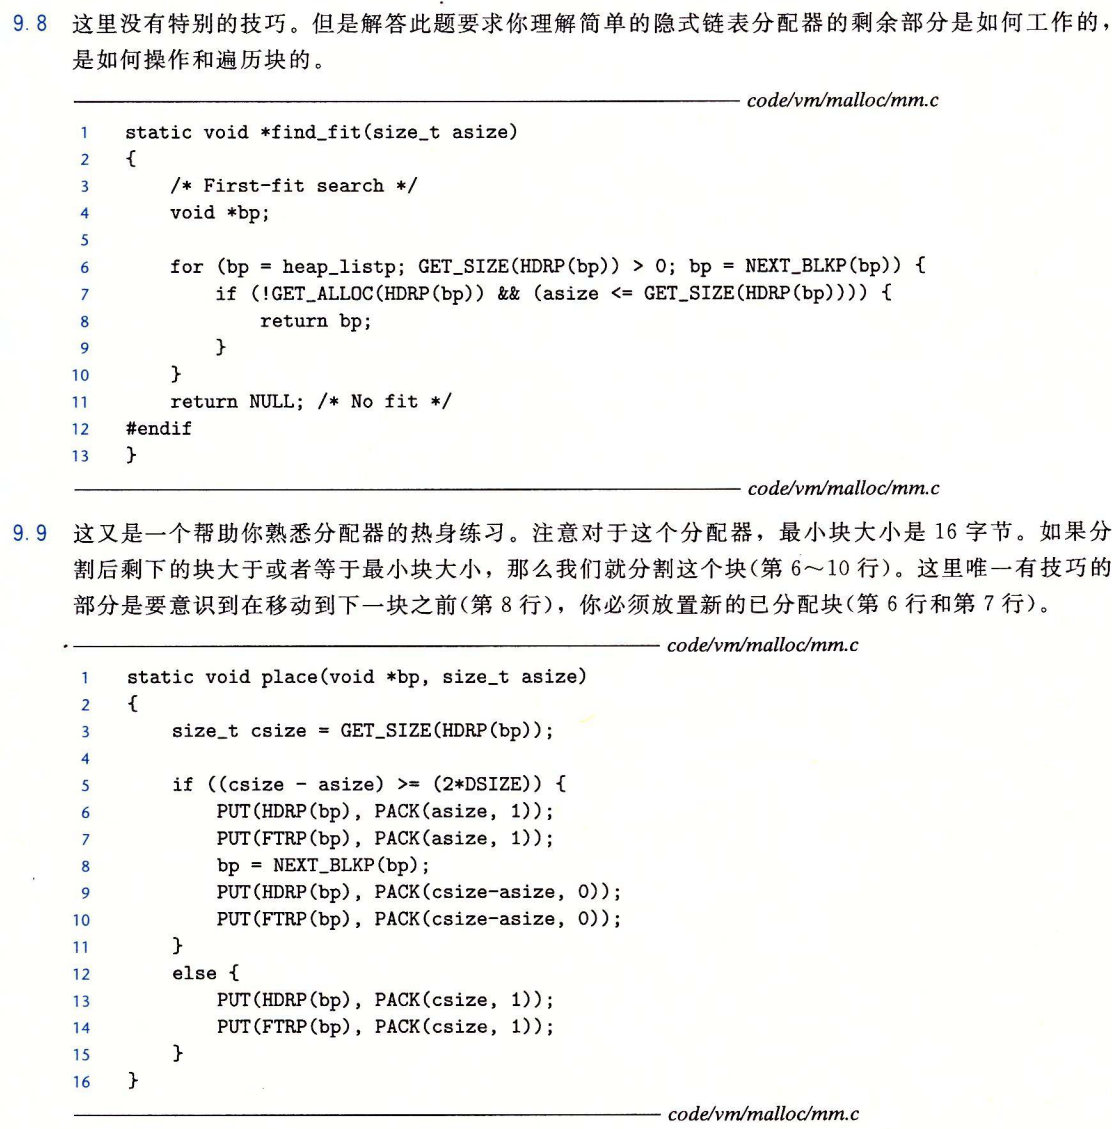 9.8 这里没有特别的技巧。但是解答此题要求你理解简单的隐式链表分配器的剩余部分是如何工作的，
是如何操作和遍历块的。
code/vm/malloc/mm.c
1 static void *find_fit(size_t asize)
2 {
3 /* First-fit search */
4 void *bp;
5
6 for (bp = heap_listp; GET_SIZE(HDRP(bp)) > 0; bp = NEXT_BLKP(bp)) {
7 if (!GET_ALLOC(HDRP(bp)) && (asize <= GET_SIZE(HDRP(bp)))) {
8 return bp;
9 }
10 }
11 return NULL; /* No fit */
12 #endif
13 }
code/vm/malloc/mm.c
9.9 这又是一个帮助你熟悉分配器的热身练习。注意对于这个分配器，最小块大小是 16 字节。如果分
割后剩下的块大于或者等于最小块大小，那么我们就分割这个块(第 6～10 行)。这里唯一有技巧的
部分是要意识到在移动到下一块之前(第 8 行)，你必须放置新的已分配块(第 6 行和第 7 行)。
code/vm/malloc/mm.c
1 static void place(void *bp, size_t asize)
2 {
3 size_t csize = GET_SIZE(HDRP(bp));
4
5 if ((csize - asize) >= (2*DSIZE)) {
6 PUT(HDRP(bp), PACK(asize, 1));
7 PUT(FTRP(bp), PACK(asize, 1));
8 bp = NEXT_BLKP(bp);
9 PUT(HDRP(bp), PACK(csize-asize, 0));
10 PUT(FTRP(bp), PACK(csize-asize, 0));
11 }
12 else {
13 PUT(HDRP(bp), PACK(csize, 1));
14 PUT(FTRP(bp), PACK(csize, 1));
15 }
16 }
code/vm/malloc/mm.c